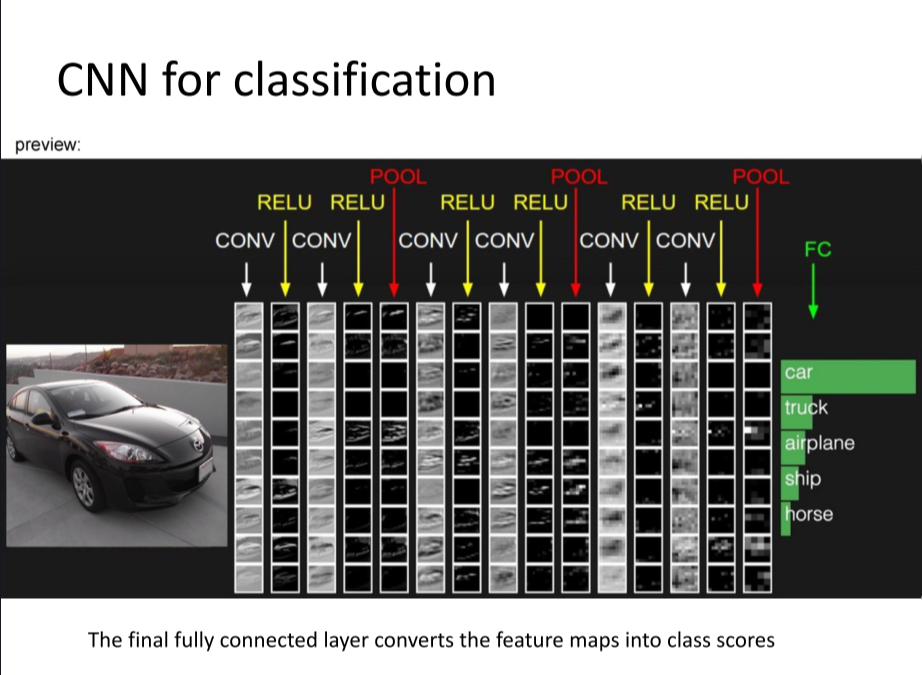 CNN for classification
preview:
POOL POOL POOL
RELU RELU RELU RELU RELU RELU
CONV CONV CONV CONV CONV CONV
FC
car
truck
airplane
ship
horse
The final fully connected layer converts the feature maps into class scores